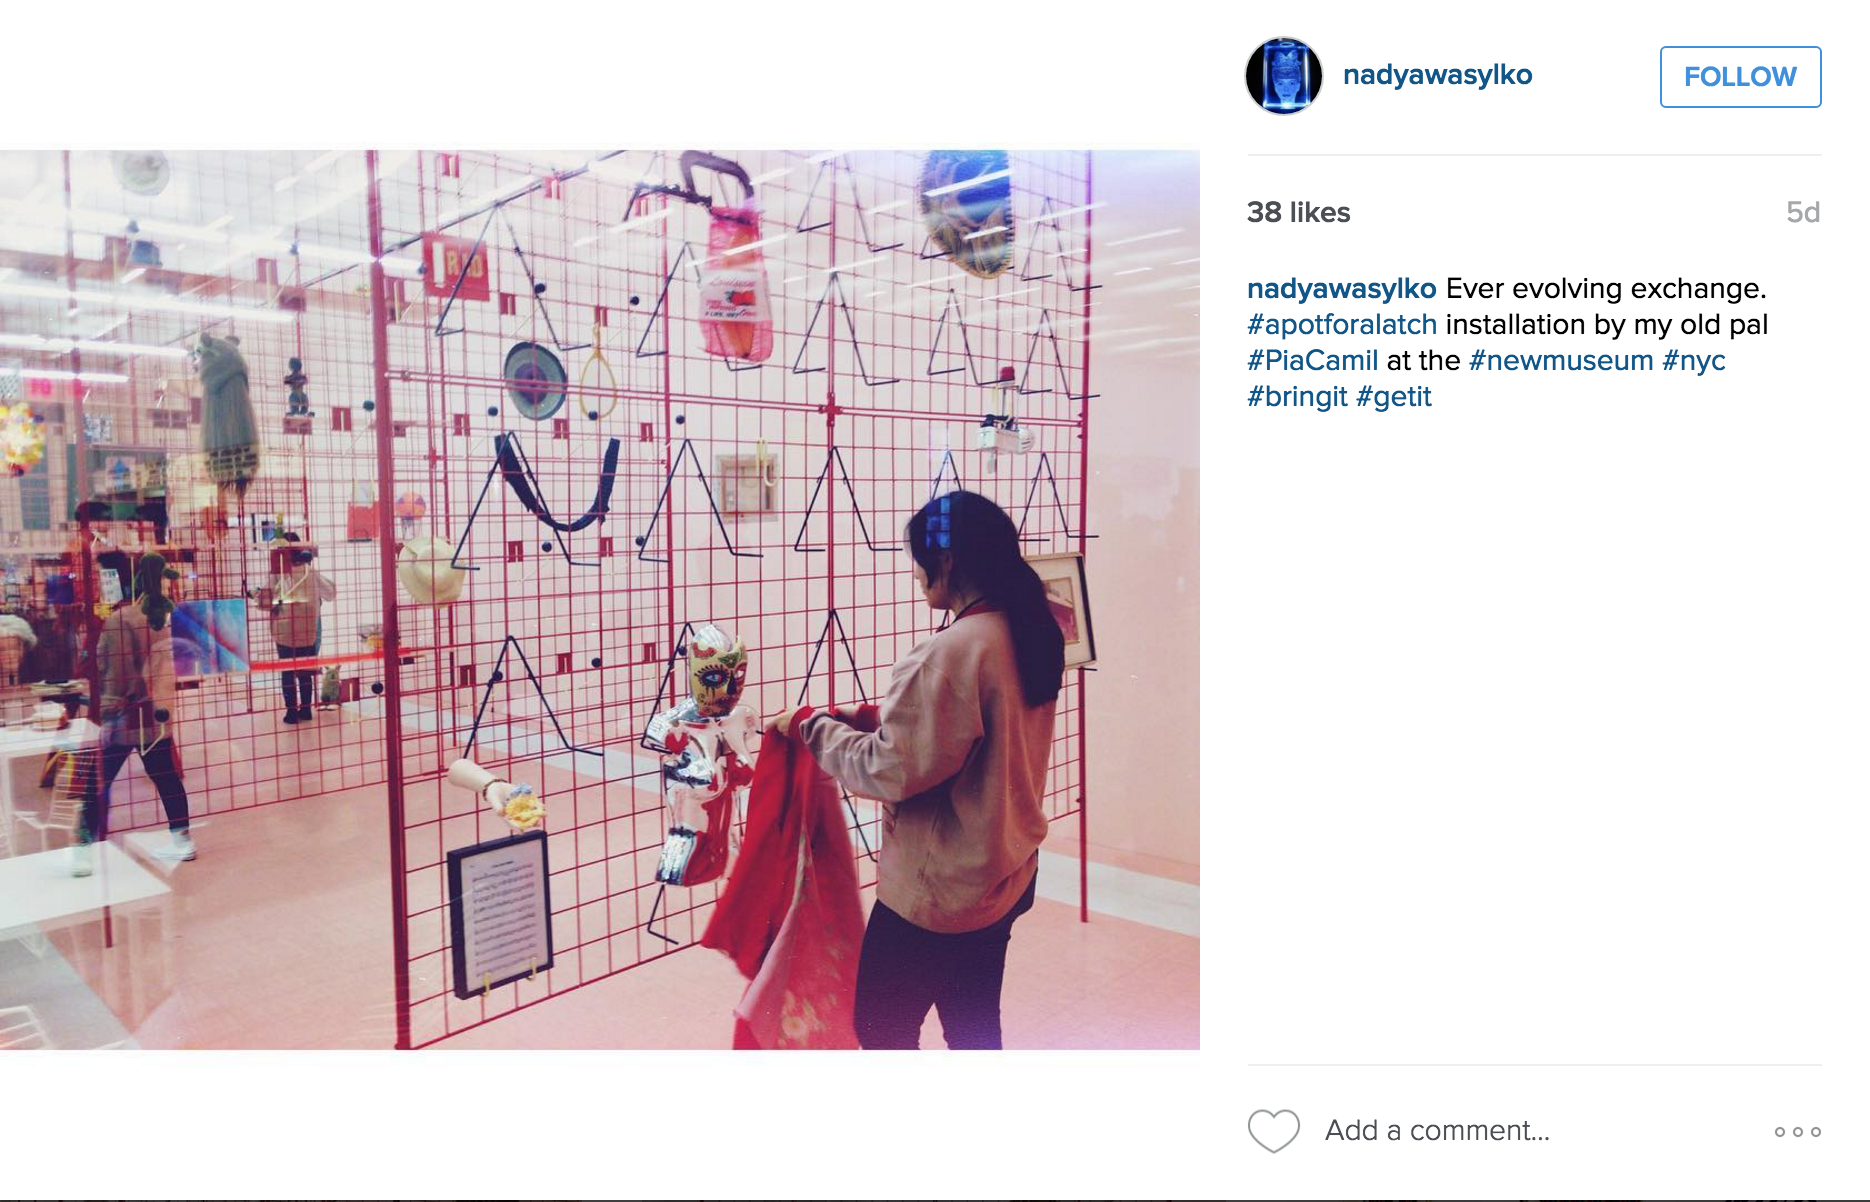 nadyawasylko
FOLLOW
38 likes
5d
nadyawasylko Ever evolving exchange.
#apotforalatch installation by my old pal
#PiaCamil at the #newmuseum #nyc
#bringit #getit
Add a comment...